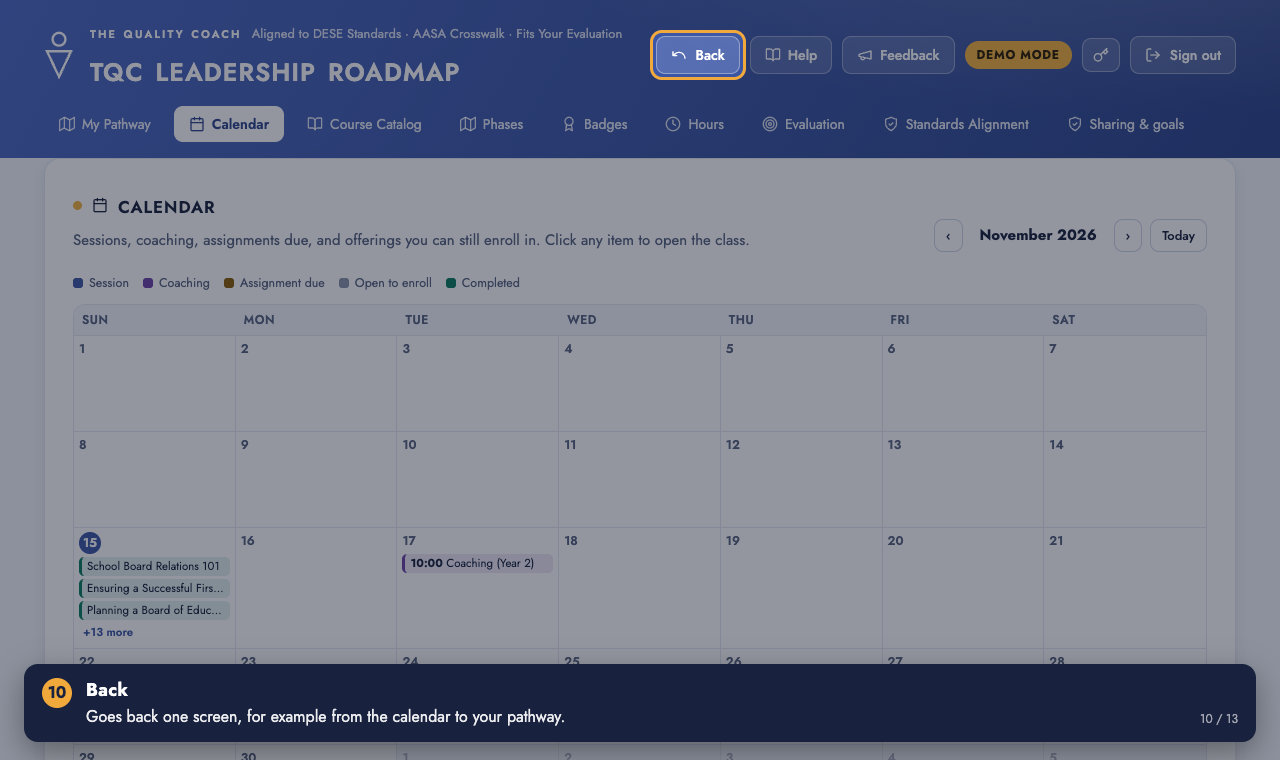 THE QUALITY COACH Aligned to DESE Standards · AASA Crosswalk · Fits Your Evaluation
TQC LEADERSHIP ROADMAP
Back
Help
Feedback
DEMO MODE
Sign out
My Pathway
Calendar
Course Catalog
Phases
Badges
Hours
Evaluation
Standards Alignment
Sharing & goals
CALENDAR
Sessions, coaching, assignments due, and offerings you can still enroll in. Click any item to open the class.
‹ November 2026 › Today
Session
Coaching
Assignment due
Open to enroll
Completed
SUN MON TUE WED THU FRI SAT
1 2 3 4 5 6 7
8 9 10 11 12 13 14
15 16 17 18 19 20 21
School Board Relations 101
Ensuring a Successful Firs...
Planning a Board of Educ...
+13 more
10:00 Coaching (Year 2)
22 23 24 25 26 27 28
10
Back
Goes back one screen, for example from the calendar to your pathway.
10 / 13
29 30 1 2 3 4 5